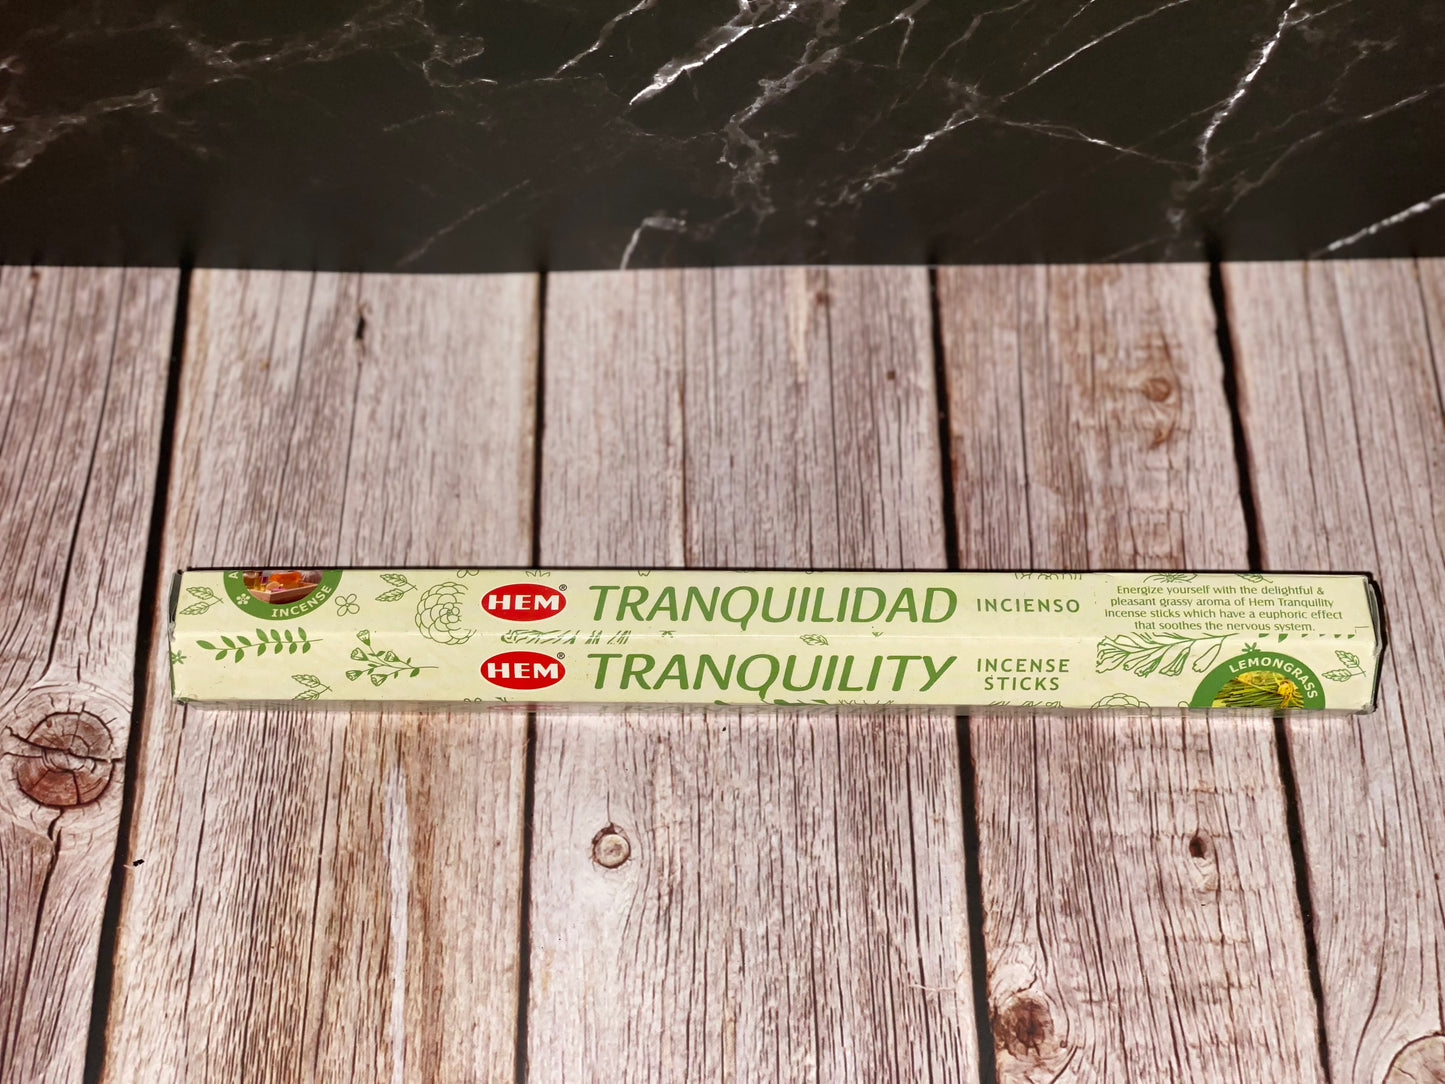 INCENSE
HEM®
TRANQUILIDAD
INCIENSO
Energize yourself with the delightful &
pleasant grassy aroma of Hem Tranquility
Incense sticks which have a euphoric effect
that soothes the nervous system.
HEM®
TRANQUILITY
INCENSE
STICKS
LEMONGRASS